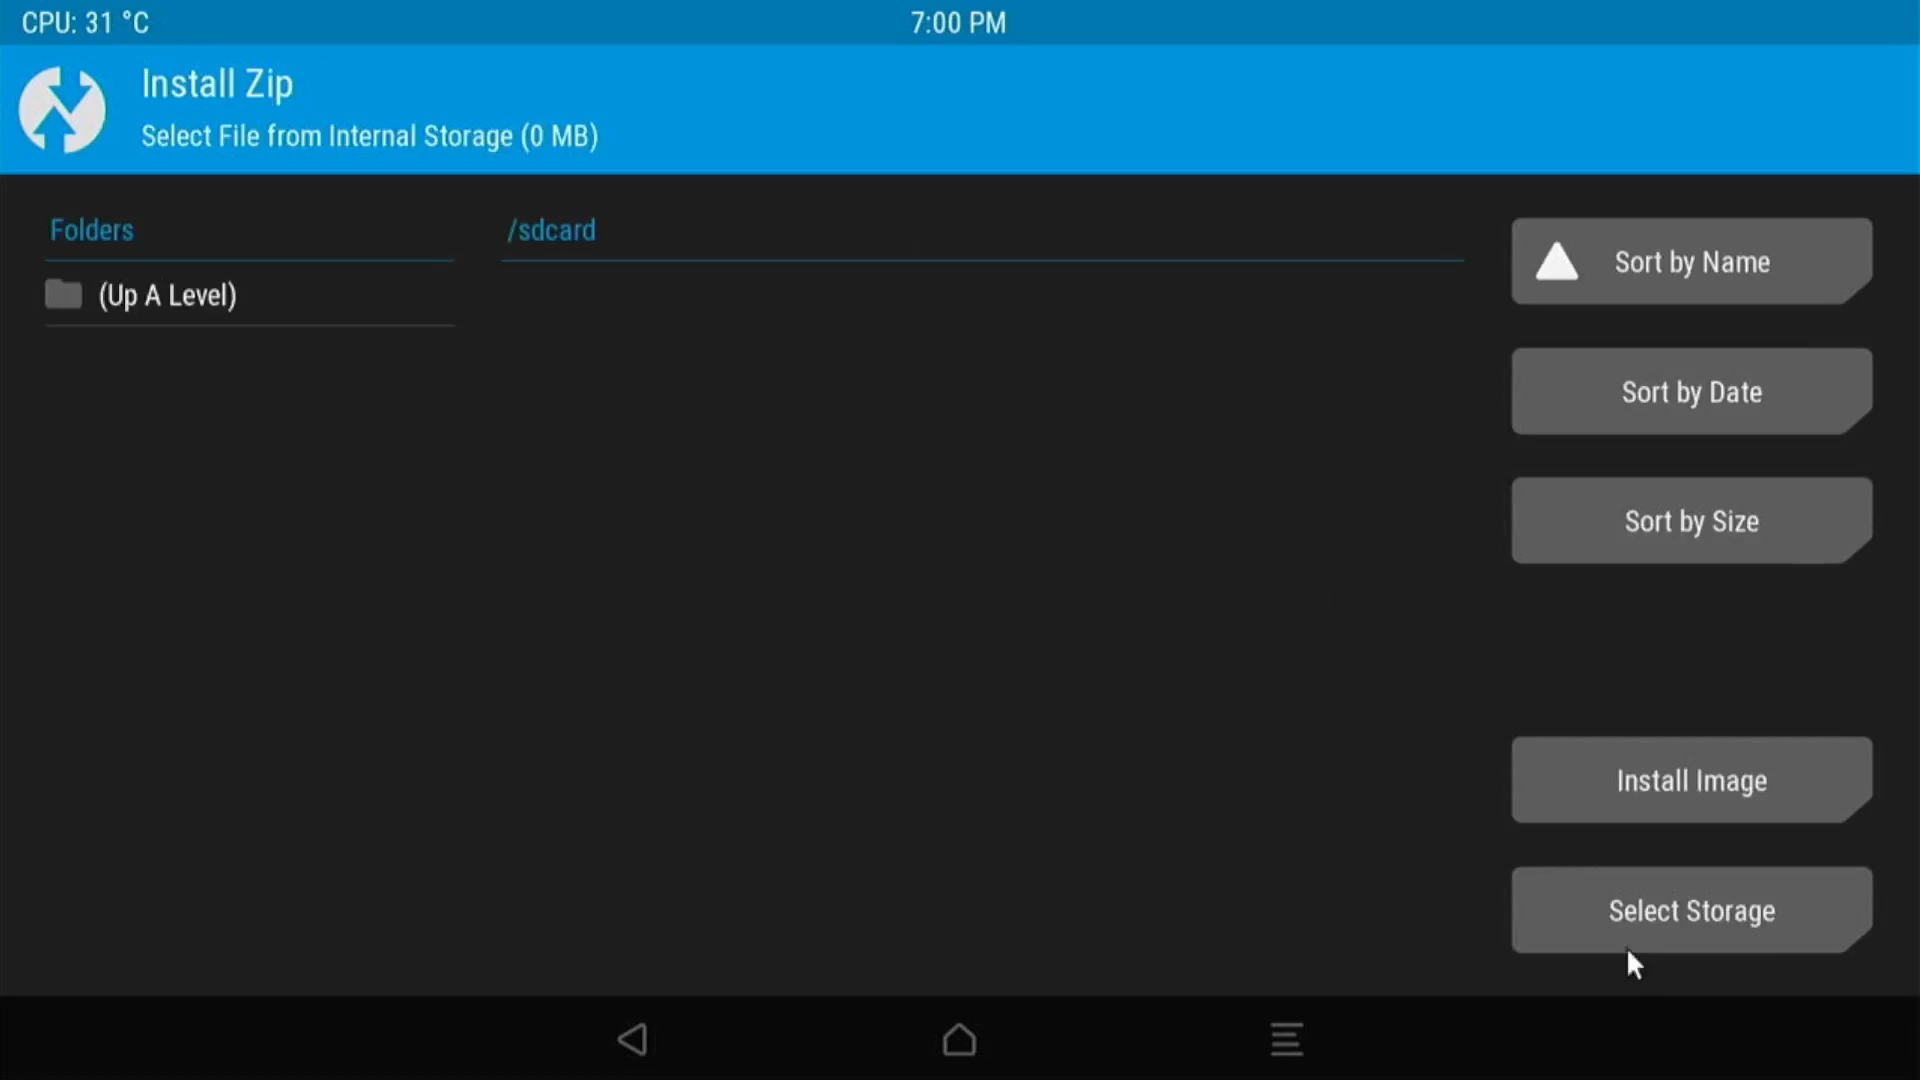 CPU: 31 °C
7:00 PM
Install Zip
Select File from Internal Storage (0 MB)
Folders
/sdcard
(Up A Level)
Sort by Name
Sort by Date
Sort by Size
Install Image
Select Storage